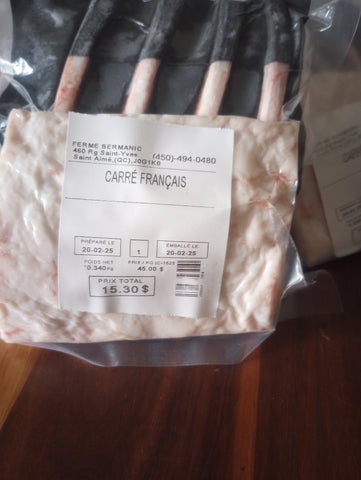 FERME SERMANIC
460 Rg Saint-Yves
Saint Aimé,(QC),J0G1K0
(450)-494-0480
CARRÉ FRANÇAIS
PRÉPARÉ LE
20-02-25
1
EMBALLÉ LE
20-02-25
POIDS NET
0.340Kg
PRIX / KG
45.00 $
PRIX TOTAL
15.30 $